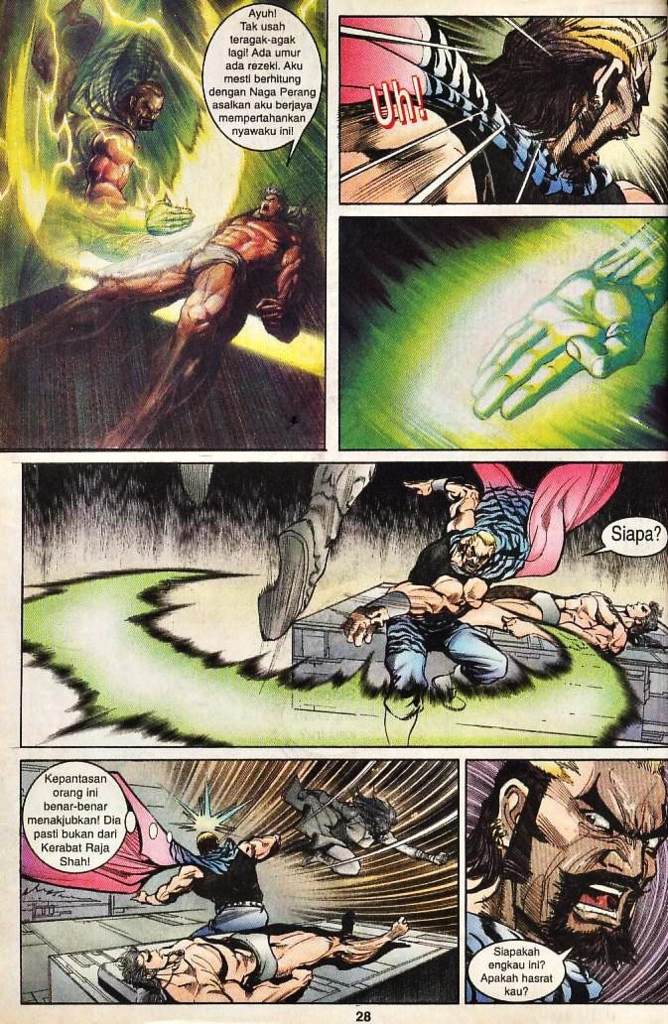 Ayuh!
Tak usah
teragak-agak
lagi! Ada umur
ada rezeki. Aku
mesti berhitung
dengan Naga Perang
asalkan aku berjaya
mempertahankan
nyawaku ini!
Uh!
Siapa?
Kepantasan
orang ini
benar-benar
menakjubkan! Dia
pasti bukan dari
Kerabat Raja
Shah!
Siapakah
engkau ini?
Apakah hasrat
kau?
28